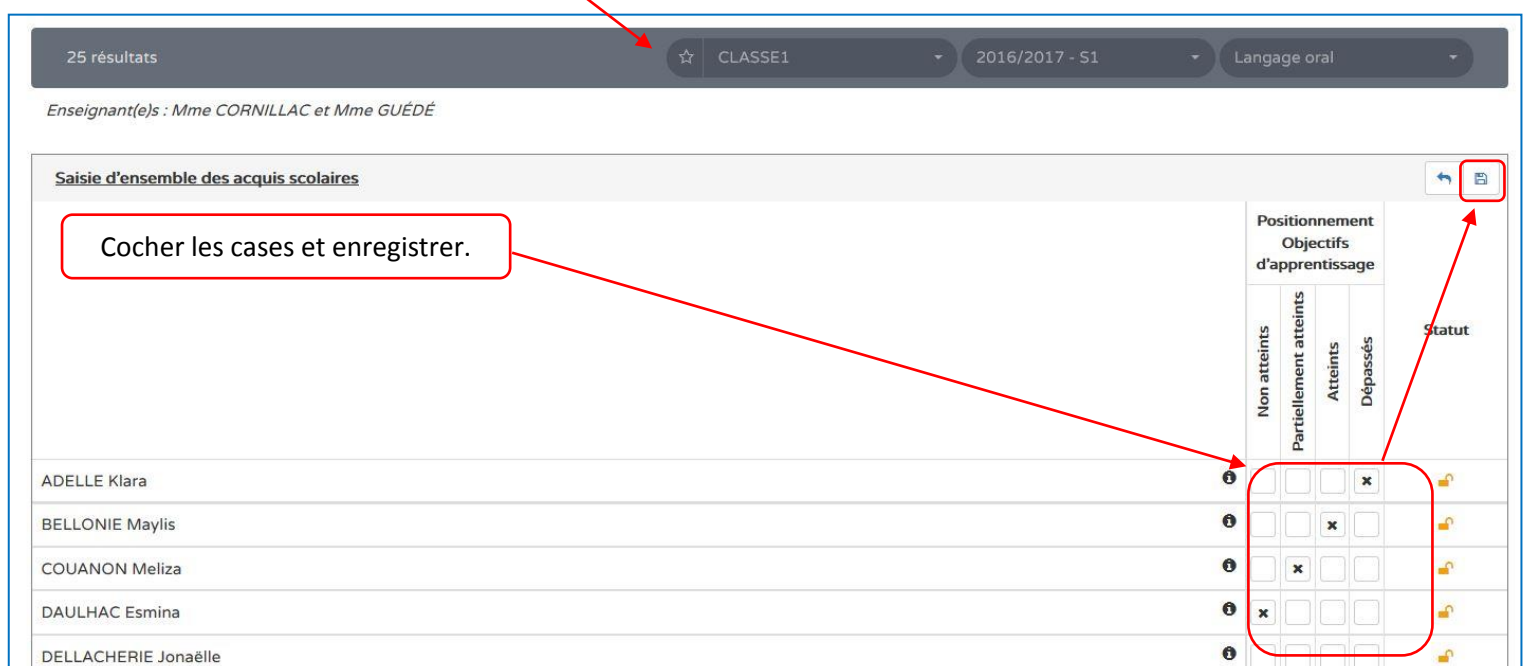 25 résultats
CLASSE1
2016/2017 - S1
Langage oral
Enseignant(e)s : Mme CORNILLAC et Mme GUÉDÉ
Saisie d'ensemble des acquis scolaires
Cocher les cases et enregistrer.
Positionnement
Objectifs
d'apprentissage
Non atteints
Partiellement atteints
Atteints
Dépassés
Statut
ADELLE Klara
BELLONIE Maylis
COUANON Meliza
DAULHAC Esmina
DELLACHERIE Jonaëlle